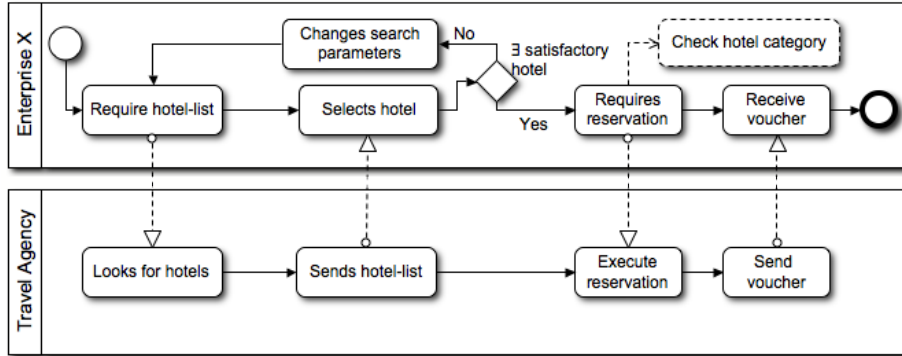 Enterprise X
Changes search
parameters
No
∃ satisfactory
hotel
Check hotel category
Require hotel-list
Selects hotel
Yes
Requires
reservation
Receive
voucher
Travel Agency
Looks for hotels
Sends hotel-list
Execute
reservation
Send
voucher